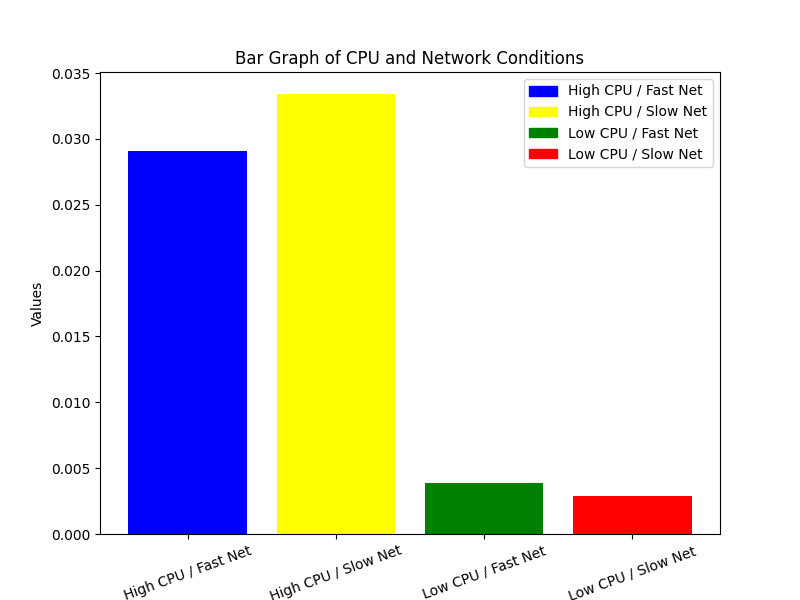 Bar Graph of CPU and Network Conditions
0.035
0.030
0.025
0.020
0.015
0.010
0.005
0.000
Values
High CPU / Fast Net
High CPU / Slow Net
Low CPU / Fast Net
Low CPU / Slow Net
High CPU / Fast Net
High CPU / Slow Net
Low CPU / Fast Net
Low CPU / Slow Net